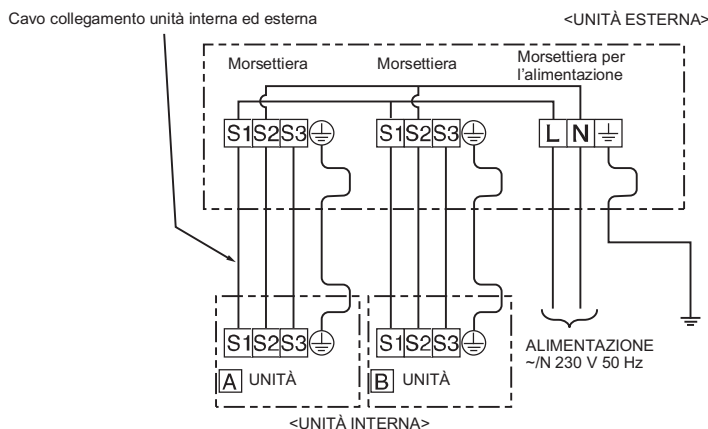 Cavo collegamento unità interna ed esterna
<UNITÀ ESTERNA>
Morsettiera
Morsettiera
Morsettiera per
l'alimentazione
S1 S2 S3
S1 S2 S3
L N
S1 S2 S3
S1 S2 S3
A UNITÀ
B UNITÀ
ALIMENTAZIONE
~/N 230 V 50 Hz
<UNITÀ INTERNA>